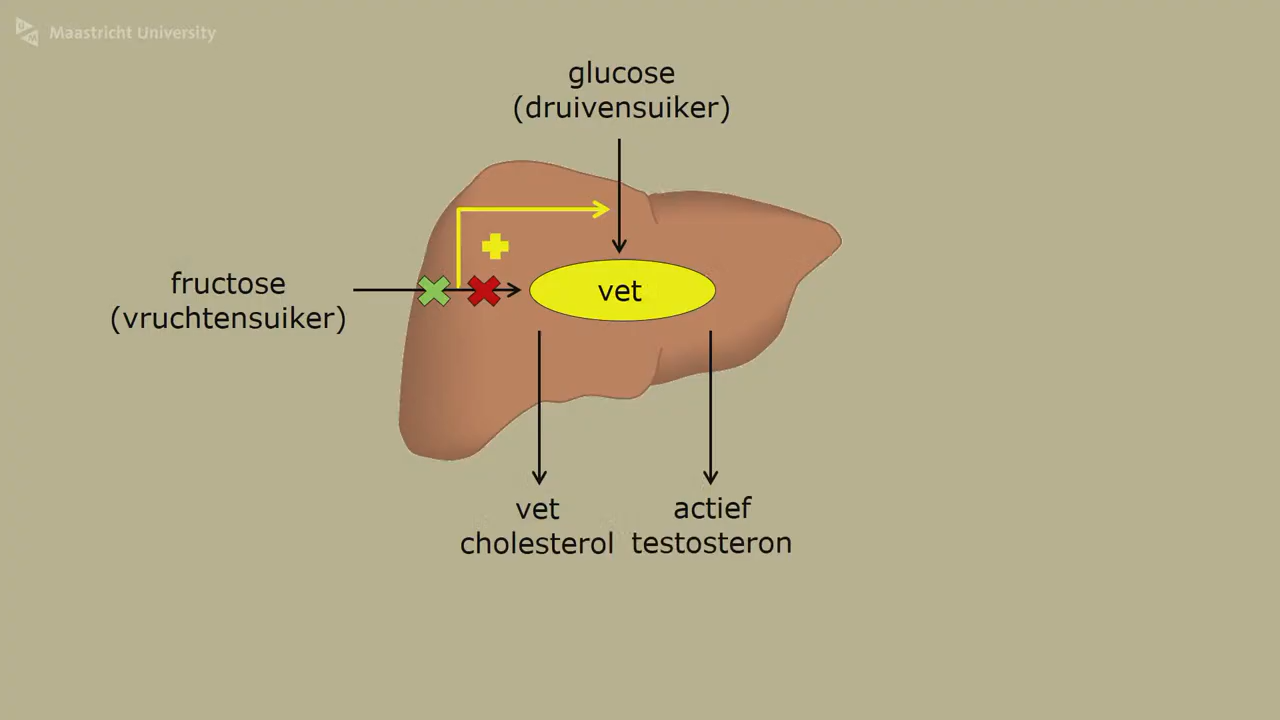 Maastricht University
glucose
(druivensuiker)
fructose
(vruchtensuiker)
vet
vet
cholesterol
actief
testosteron